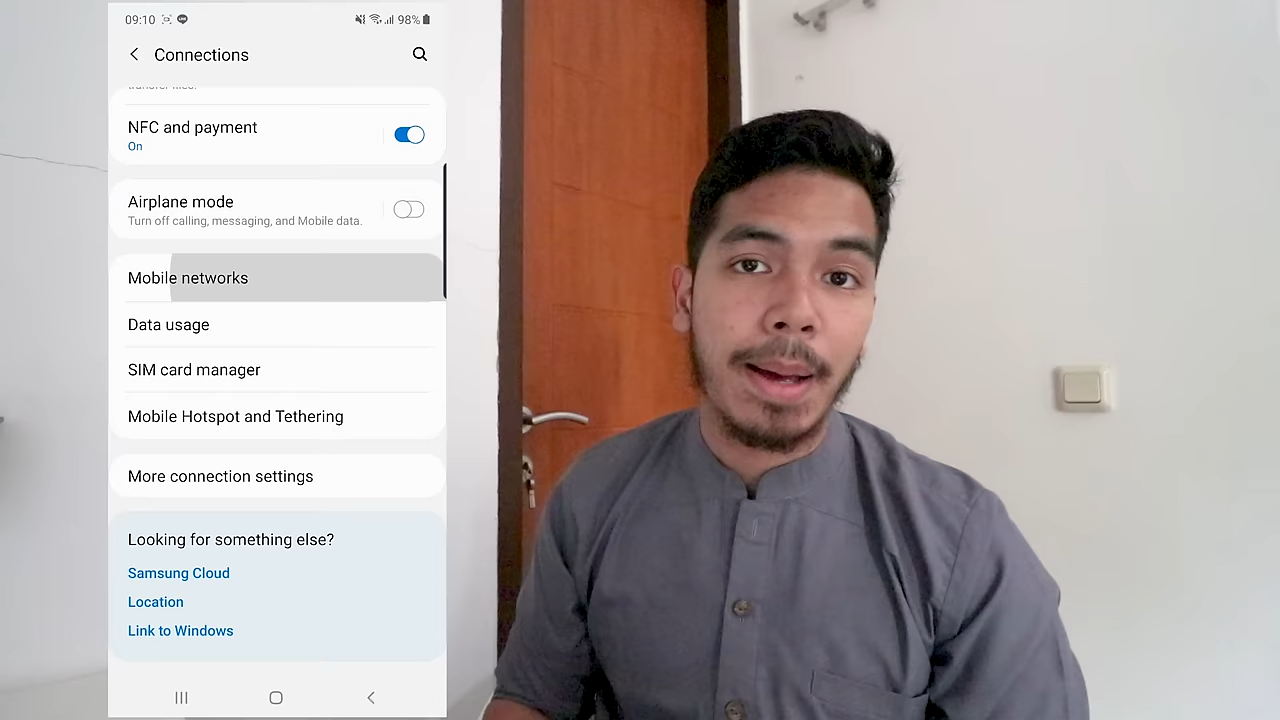 09:10 98%
Connections
transfer files.
NFC and payment
On
Airplane mode
Turn off calling, messaging, and Mobile data.
Mobile networks
Data usage
SIM card manager
Mobile Hotspot and Tethering
More connection settings
Looking for something else?
Samsung Cloud
Location
Link to Windows